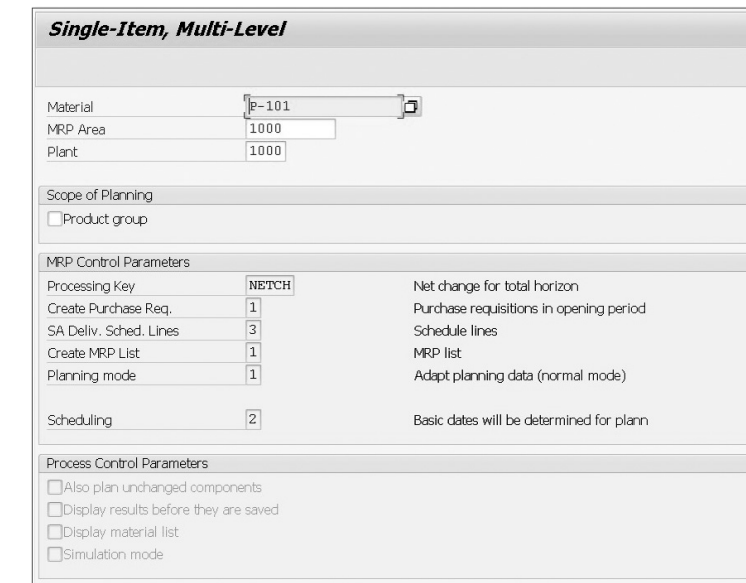 Single-Item, Multi-Level
Material P-101
MRP Area 1000
Plant 1000
Scope of Planning
Product group
MRP Control Parameters
Processing Key NETCH Net change for total horizon
Create Purchase Req. 1 Purchase requisitions in opening period
SA Deliv. Sched. Lines 3 Schedule lines
Create MRP List 1 MRP list
Planning mode 1 Adapt planning data (normal mode)
Scheduling 2 Basic dates will be determined for plann
Process Control Parameters
Also plan unchanged components
Display results before they are saved
Display material list
Simulation mode